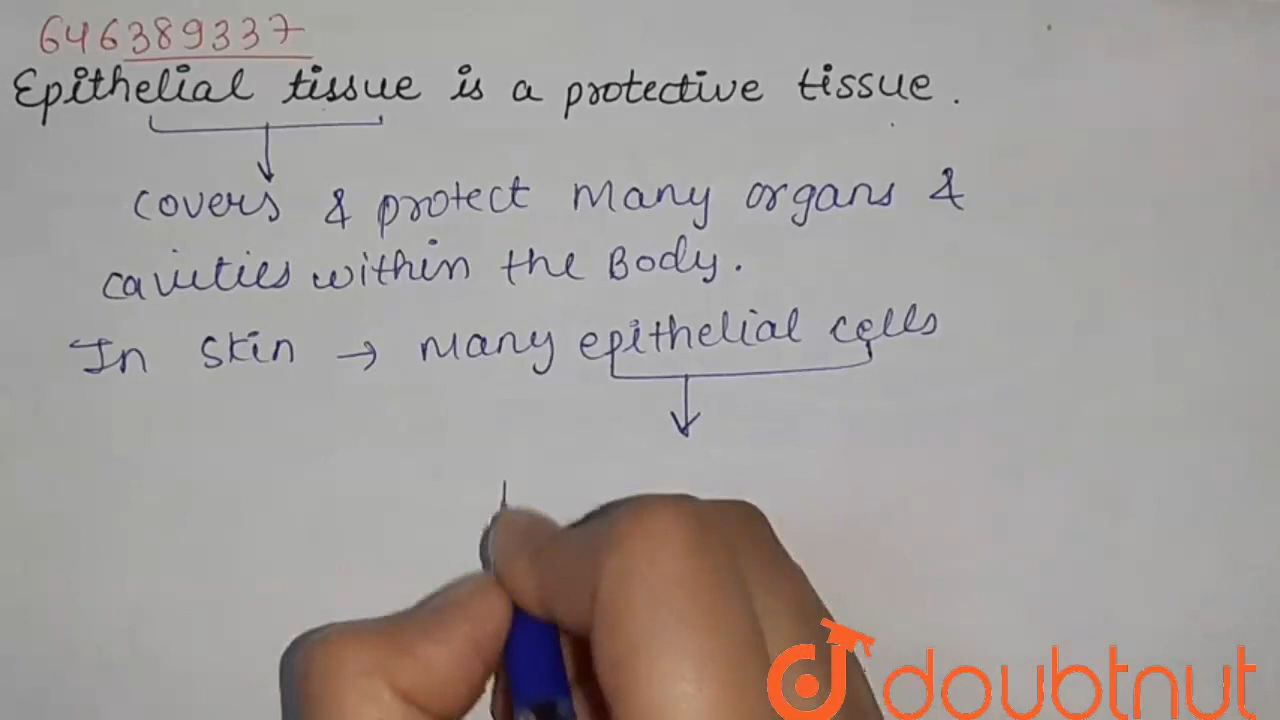 646389337
Epithelial tissue is a protective tissue.
covers & protect many organs &
cavities within the Body.
In skin → many epithelial cells
doubtnut